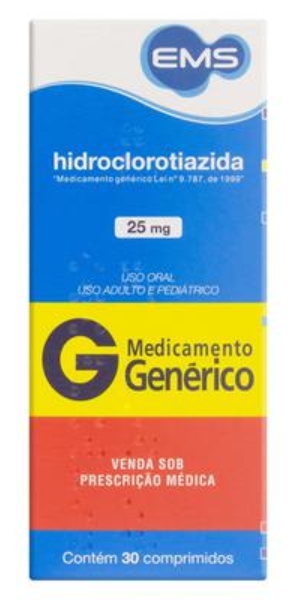 EMS
hidroclorotiazida
"Medicamento genérico Lei nº 9.787, de 1999"
25 mg
USO ORAL
USO ADULTO E PEDIÁTRICO
G Medicamento
Genérico
VENDA SOB
PRESCRIÇÃO MÉDICA
Contém 30 comprimidos